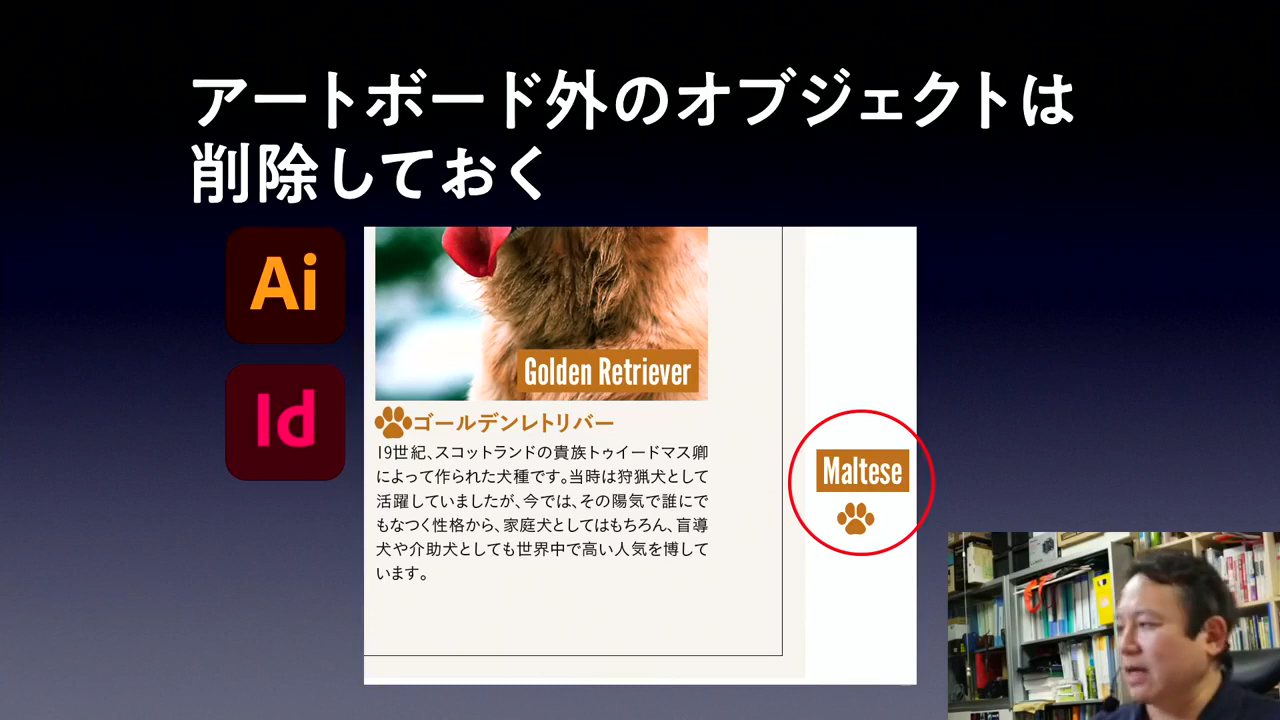 アートボード外のオブジェクトは
削除しておく
Ai
Id
Golden Retriever
ゴールデンレトリバー
19世紀、スコットランドの貴族トゥイードマス卿
によって作られた犬種です。当時は狩猟犬として
活躍していましたが、今では、その陽気で誰にで
もなつく性格から、家庭犬としてはもちろん、盲導
犬や介助犬としても世界中で高い人気を博して
います。
Maltese